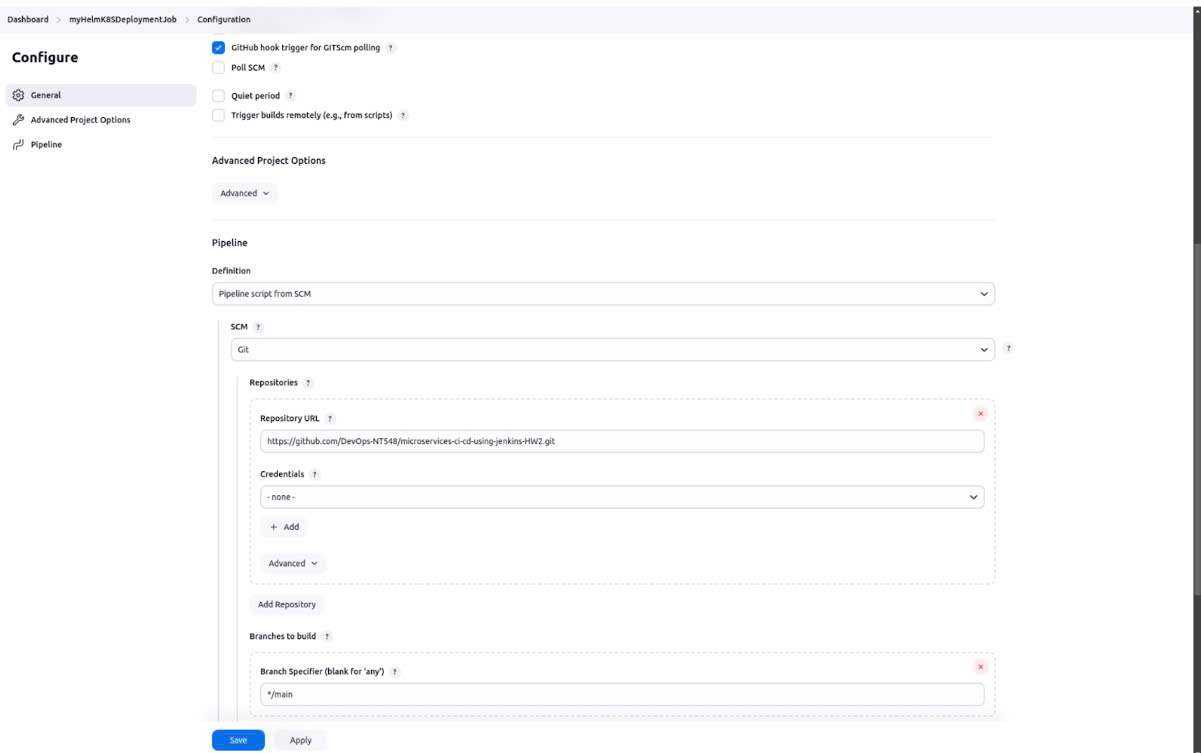 Dashboard > myHelmK8SDeploymentJob > Configuration
Configure
General
Advanced Project Options
Pipeline
GitHub hook trigger for GITScm polling ?
Poll SCM ?
Quiet period ?
Trigger builds remotely (e.g., from scripts) ?
Advanced Project Options
Advanced
Pipeline
Definition
Pipeline script from SCM
SCM ?
Git
?
Repositories ?
Repository URL ?
https://github.com/DevOps-NT548/microservices-ci-cd-using-jenkins-HW2.git
Credentials ?
- none -
+ Add
Advanced
Add Repository
Branches to build ?
Branch Specifier (blank for 'any') ?
*/main
Save Apply